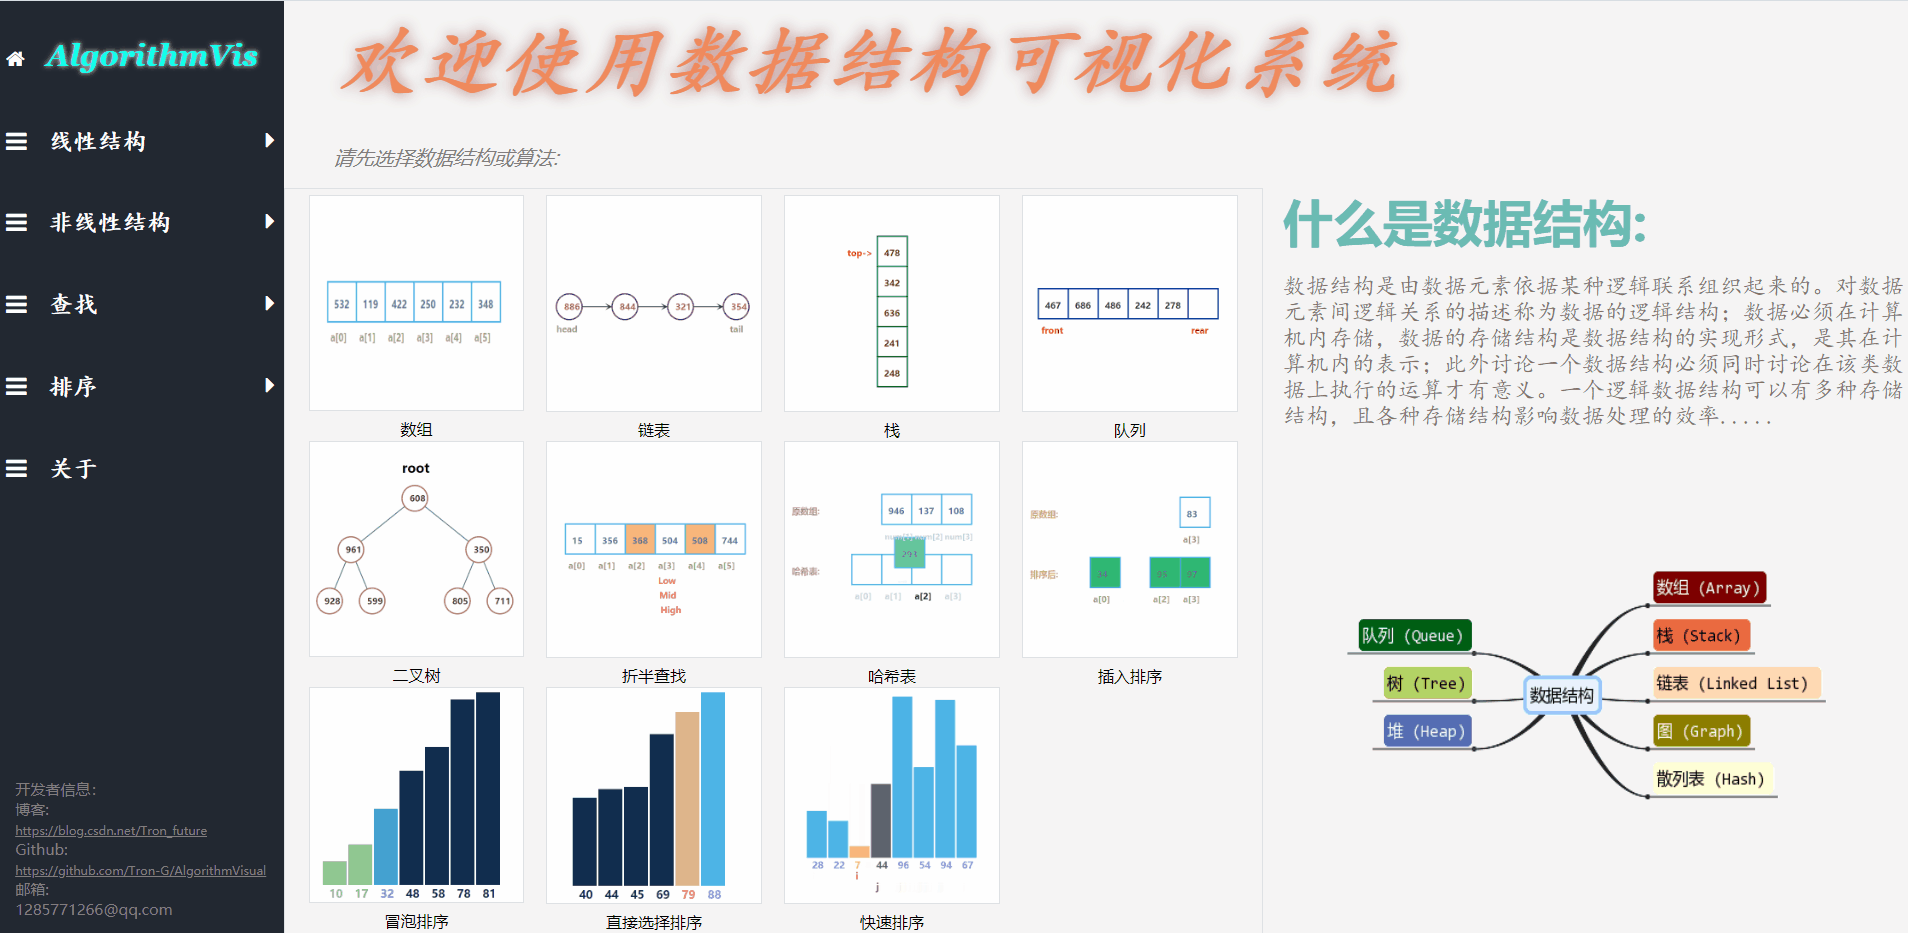 AlgorithmVis
线性结构
非线性结构
查找
排序
关于
开发者信息:
博客:
https://blog.csdn.net/Tron_future
Github:
https://github.com/Tron-G/AlgorithmVisual
邮箱:
1285771266@qq.com
欢迎使用数据结构可视化系统
请先选择数据结构或算法:
532 119 422 250 232 348
a[0] a[1] a[2] a[3] a[4] a[5]
数组
886 844 321 354
head tail
链表
top-> 478
342
636
241
248
栈
467 686 486 242 278
front rear
队列
root
608
961 350
928 599 805 711
二叉树
15 356 368 504 508 744
a[0] a[1] a[2] a[3] a[4] a[5]
Low
Mid
High
折半查找
原数组: 946 137 108
num[2] num[3]
哈希表:
a[0] a[1] a[2] a[3]
哈希表
原数组: 83
a[3]
排序后: 34
a[0] a[2] a[3]
插入排序
10 17 32 48 58 78 81
冒泡排序
40 44 45 69 79 88
直接选择排序
28 22 7 44 96 54 94 67
i
j
快速排序
什么是数据结构:
数据结构是由数据元素依据某种逻辑联系组织起来的。对数据
元素间逻辑关系的描述称为数据的逻辑结构；数据必须在计算
机内存储，数据的存储结构是数据结构的实现形式，是其在计
算机内的表示；此外讨论一个数据结构必须同时讨论在该类数
据上执行的运算才有意义。一个逻辑数据结构可以有多种存储
结构，且各种存储结构影响数据处理的效率.....
数组 (Array)
队列 (Queue)
栈 (Stack)
树 (Tree)
数据结构
链表 (Linked List)
堆 (Heap)
图 (Graph)
散列表 (Hash)